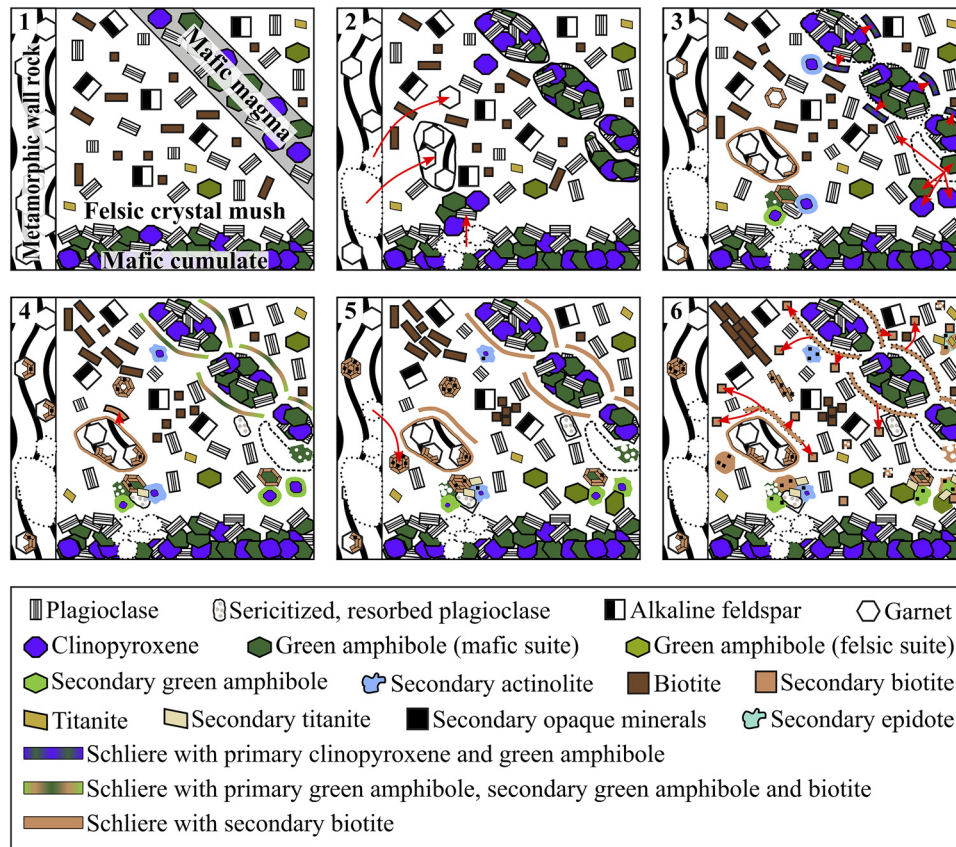 1
Metamorphic wall rock
Mafic magma
Felsic crystal mush
Mafic cumulate
2
3
4
5
6
Plagioclase
Sericitized, resorbed plagioclase
Alkaline feldspar
Garnet
Clinopyroxene
Green amphibole (mafic suite)
Green amphibole (felsic suite)
Secondary green amphibole
Secondary actinolite
Biotite
Secondary biotite
Titanite
Secondary titanite
Secondary opaque minerals
Secondary epidote
Schliere with primary clinopyroxene and green amphibole
Schliere with primary green amphibole, secondary green amphibole and biotite
Schliere with secondary biotite